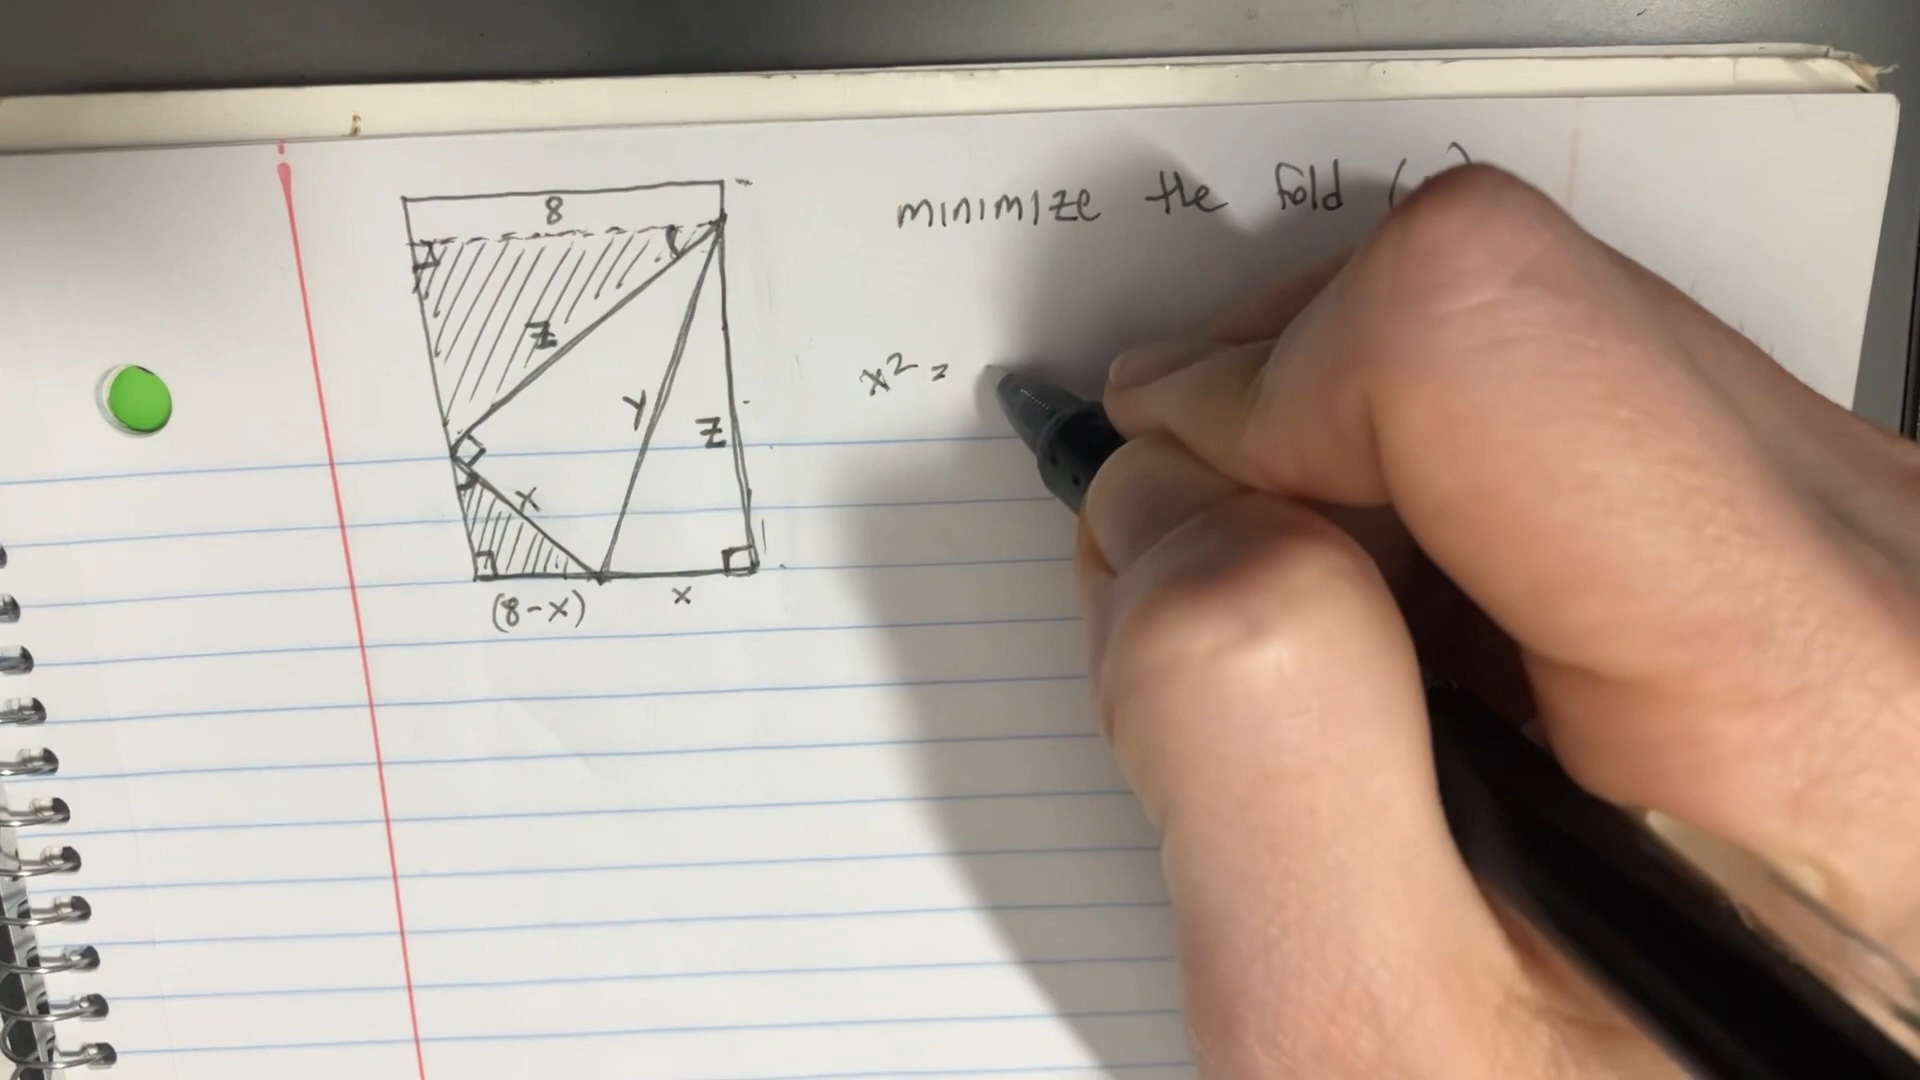 minimize the fold (
8
z
y
z
x² =
x
(8-x)
x